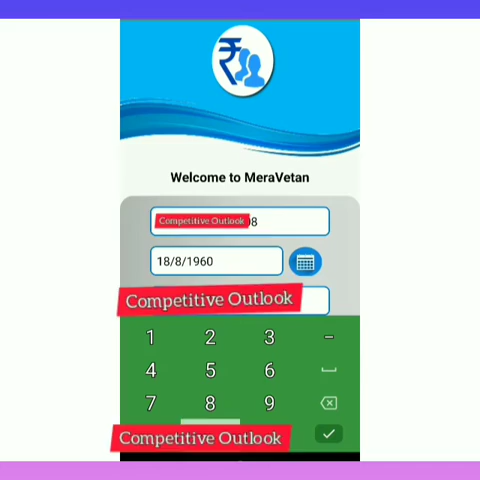 Welcome to MeraVetan
Competitive Outlook 8
18/8/1960
Competitive Outlook
1 2 3 –
4 5 6
7 8 9
Competitive Outlook